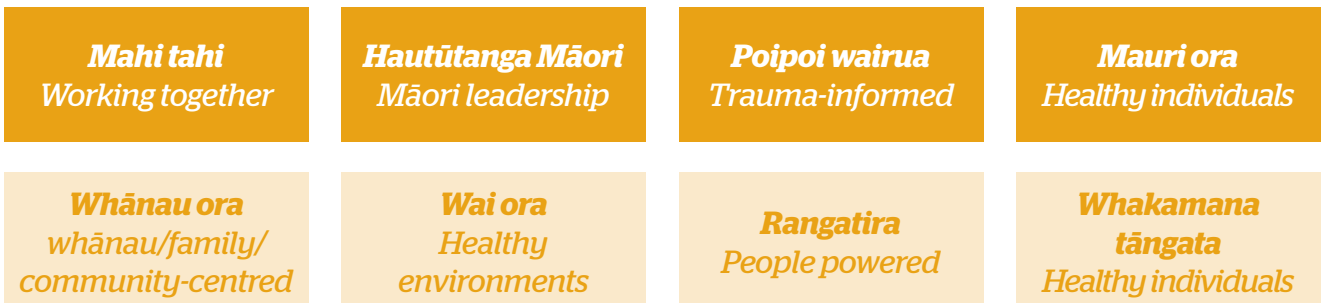 Mahi tahi
Working together
Hautūtanga Māori
Māori leadership
Poipoi wairua
Trauma-informed
Mauri ora
Healthy individuals
Whānau ora
whānau/family/
community-centred
Wai ora
Healthy
environments
Rangatira
People powered
Whakamana
tāngata
Healthy individuals